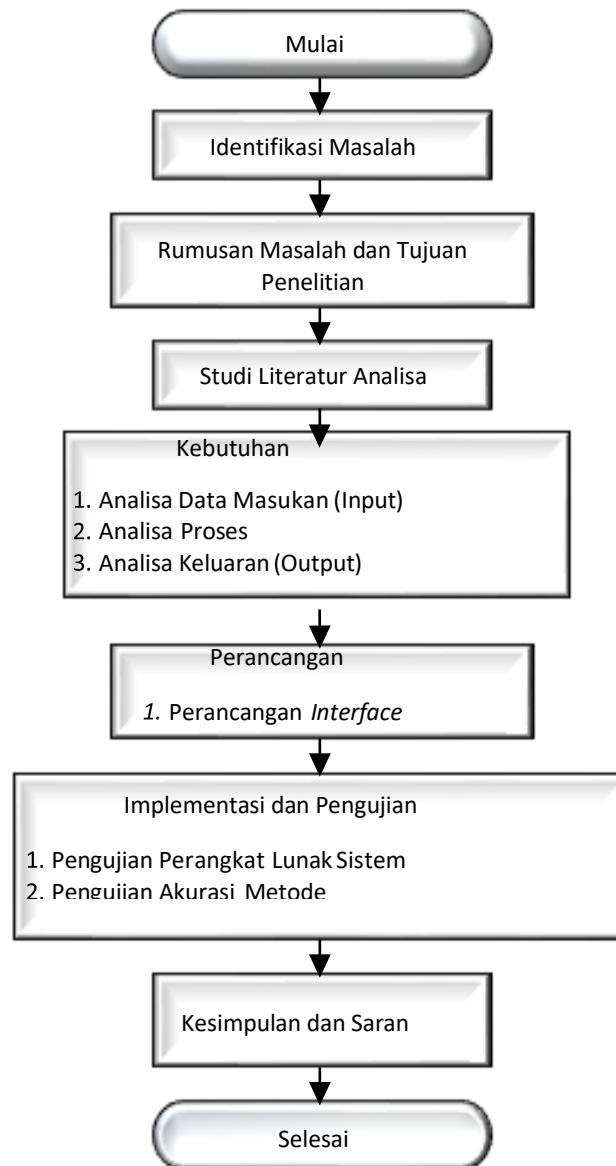 Mulai
Identifikasi Masalah
Rumusan Masalah dan Tujuan
Penelitian
Studi Literatur Analisa
Kebutuhan
1. Analisa Data Masukan (Input)
2. Analisa Proses
3. Analisa Keluaran (Output)
Perancangan
1. Perancangan Interface
Implementasi dan Pengujian
1. Pengujian Perangkat Lunak Sistem
2. Pengujian Akurasi Metode
Kesimpulan dan Saran
Selesai